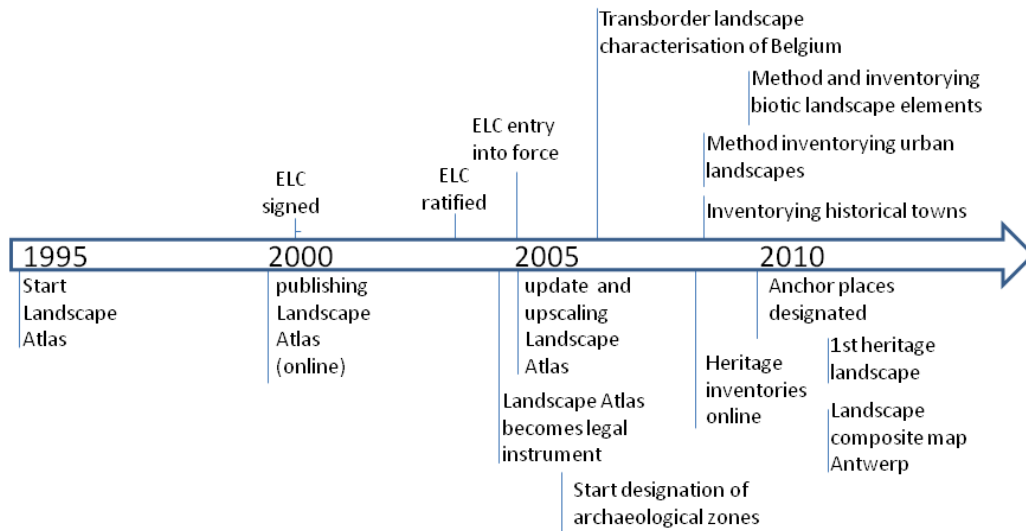 Transborder landscape
characterisation of Belgium
Method and inventorying
biotic landscape elements
ELC entry
into force
Method inventorying urban
landscapes
ELC
signed
ELC
ratified
Inventorying historical towns
1995
2000
2005
2010
Start
Landscape
Atlas
publishing
Landscape
Atlas
(online)
update and
upscaling
Landscape
Atlas
Anchor places
designated
1st heritage
landscape
Heritage
inventories
online
Landscape Atlas
becomes legal
instrument
Landscape
composite map
Antwerp
Start designation of
archaeological zones